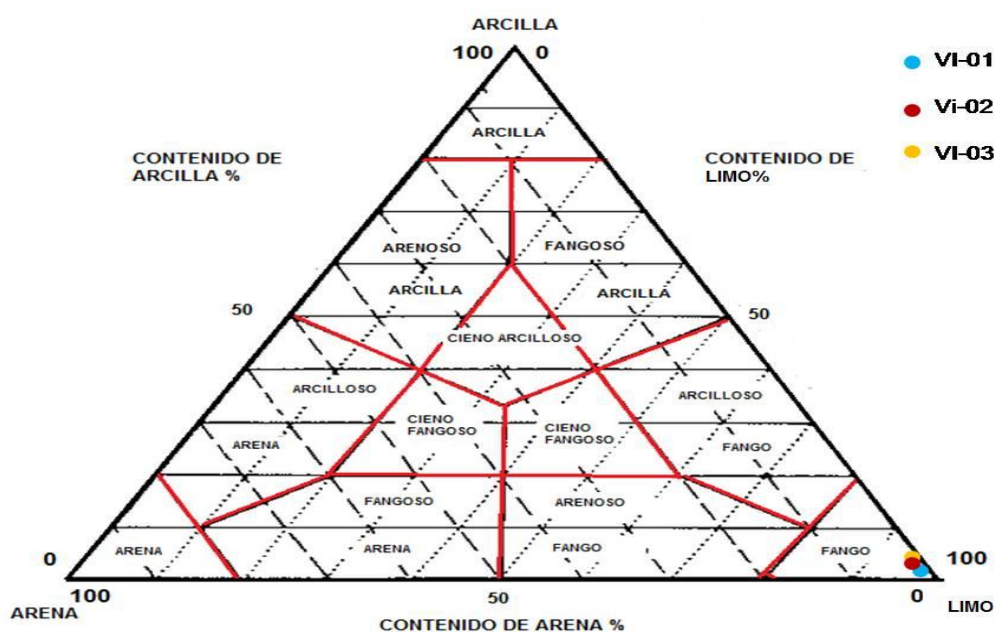 ARCILLA
100 0
VI-01
Vi-02
VI-03
ARCILLA
CONTENIDO DE
ARCILLA %
CONTENIDO DE
LIMO%
ARENOSO
FANGOSO
ARCILLA
ARCILLA
50
50
CIENO ARCILLOSO
ARCILLOSO
ARCILLOSO
CIENO
FANGOSO
CIENO
FANGOSO
ARENA
FANGO
FANGOSO
ARENOSO
ARENA
ARENA
FANGO
FANGO
0
100
100
50
0
ARENA
LIMO
CONTENIDO DE ARENA %